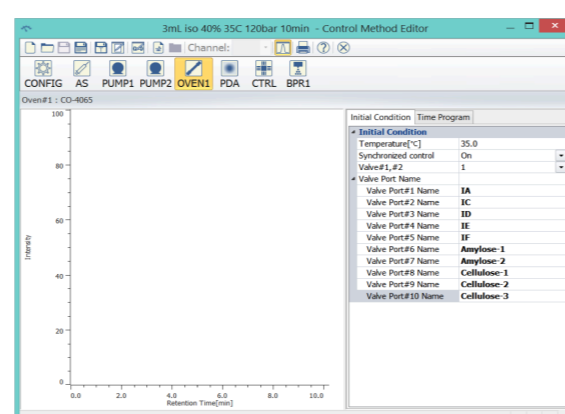 3mL iso 40% 35C 120bar 10min - Control Method Editor
Channel:
CONFIG AS PUMP1 PUMP2 OVEN1 PDA CTRL BPR1
Oven#1 : CO-4065
Initial Condition Time Program
Initial Condition
Temperature[°C] 35.0
Synchronized control On
Valve#1,#2 1
Valve Port Name
Valve Port#1 Name IA
Valve Port#2 Name IC
Valve Port#3 Name ID
Valve Port#4 Name IE
Valve Port#5 Name IF
Valve Port#6 Name Amylose-1
Valve Port#7 Name Amylose-2
Valve Port#8 Name Cellulose-1
Valve Port#9 Name Cellulose-2
Valve Port#10 Name Cellulose-3
100
80
60
40
20
0
Intensity
0.0 2.0 4.0 6.0 8.0 10.0
Retention Time[min]